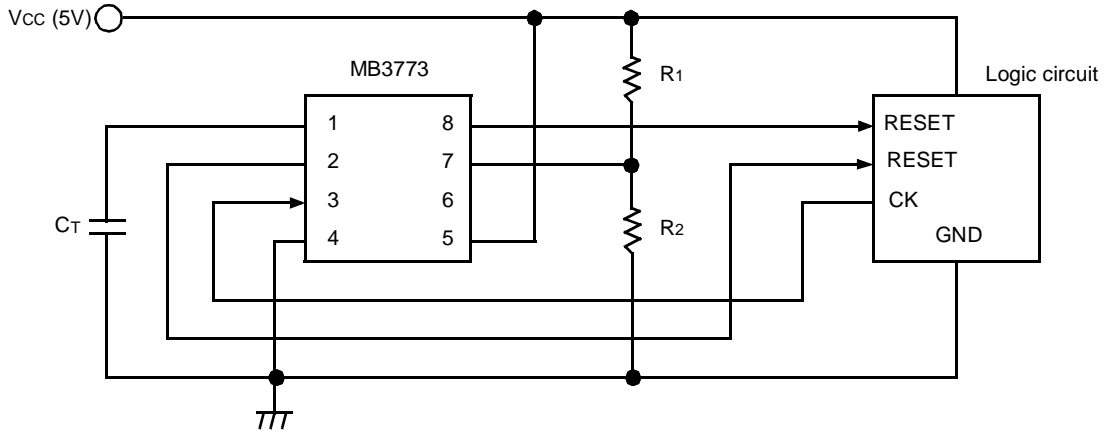 VCC (5V)
MB3773
R1
Logic circuit
1 8 RESET
2 7 RESET
3 6 CK
CT
4 5 R2
GND